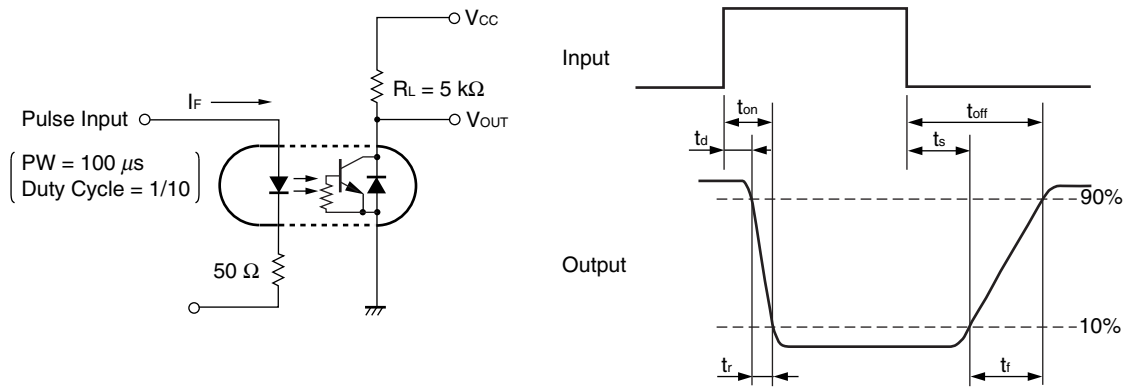 VCC
RL = 5 kΩ
IF
Pulse Input
VOUT
PW = 100 μs
Duty Cycle = 1/10
50 Ω
Input
ton
toff
td
ts
90%
Output
10%
tr
tf